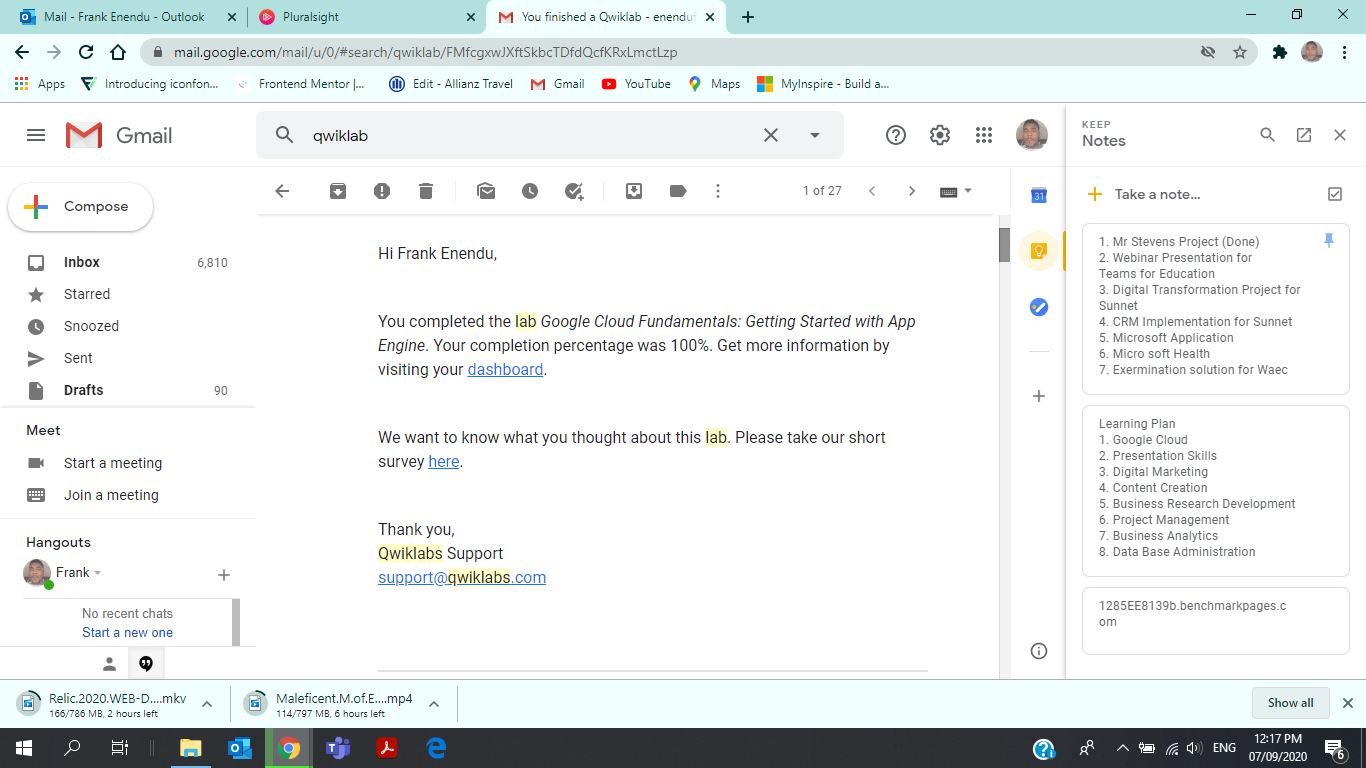 Mail - Frank Enendu - Outlook
Pluralsight
You finished a Qwiklab - enenduf
mail.google.com/mail/u/0/#search/qwiklab/FMfcgxwJXftSkbcTDfdQcfKRxLmctLzp
Apps
Introducing iconfon...
Frontend Mentor |...
Edit - Allianz Travel
Gmail
YouTube
Maps
MyInspire - Build a...
Gmail
qwiklab
KEEP
Notes
Compose
1 of 27
31
Take a note...
Inbox 6,810
Starred
Snoozed
Sent
Drafts 90
Meet
Start a meeting
Join a meeting
Hangouts
Frank
No recent chats
Start a new one
Hi Frank Enendu,
You completed the lab Google Cloud Fundamentals: Getting Started with App
Engine. Your completion percentage was 100%. Get more information by
visiting your dashboard.
We want to know what you thought about this lab. Please take our short
survey here.
Thank you,
Qwiklabs Support
support@qwiklabs.com
1. Mr Stevens Project (Done)
2. Webinar Presentation for
Teams for Education
3. Digital Transformation Project for
Sunnet
4. CRM Implementation for Sunnet
5. Microsoft Application
6. Micro soft Health
7. Exermination solution for Waec
Learning Plan
1. Google Cloud
2. Presentation Skills
3. Digital Marketing
4. Content Creation
5. Business Research Development
6. Project Management
7. Business Analytics
8. Data Base Administration
1285EE8139b.benchmarkpages.c
om
Relic.2020.WEB-D....mkv
166/786 MB, 2 hours left
Maleficent.M.of.E....mp4
114/797 MB, 6 hours left
Show all
ENG
12:17 PM
07/09/2020
6